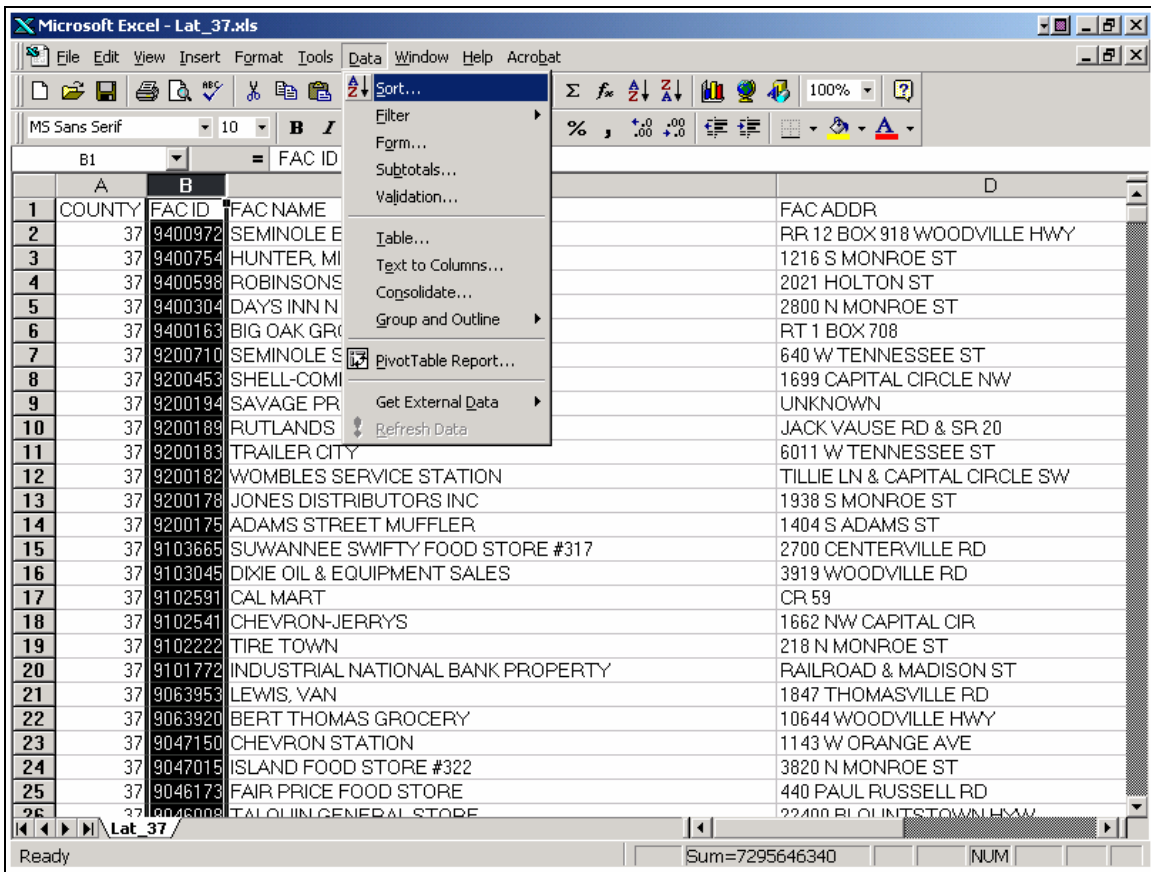 Microsoft Excel - Lat_37.xls
File Edit View Insert Format Tools Data Window Help Acrobat
100%
MS Sans Serif 10 B I % ,
B1 = FAC ID
Sort...
Filter
Form...
Subtotals...
Validation...
Table...
Text to Columns...
Consolidate...
Group and Outline
PivotTable Report...
Get External Data
Refresh Data
A B D
1 COUNTY FAC ID FAC NAME FAC ADDR
2 37 9400972 SEMINOLE E RR 12 BOX 918 WOODVILLE HWY
3 37 9400754 HUNTER, MI 1216 S MONROE ST
4 37 9400598 ROBINSONS 2021 HOLTON ST
5 37 9400304 DAYS INN N 2800 N MONROE ST
6 37 9400163 BIG OAK GR RT 1 BOX 708
7 37 9200710 SEMINOLE S 640 W TENNESSEE ST
8 37 9200453 SHELL-COM 1699 CAPITAL CIRCLE NW
9 37 9200194 SAVAGE PR UNKNOWN
10 37 9200189 RUTLANDS JACK VAUSE RD & SR 20
11 37 9200183 TRAILER CITY 6011 W TENNESSEE ST
12 37 9200182 WOMBLES SERVICE STATION TILLIE LN & CAPITAL CIRCLE SW
13 37 9200178 JONES DISTRIBUTORS INC 1938 S MONROE ST
14 37 9200175 ADAMS STREET MUFFLER 1404 S ADAMS ST
15 37 9103665 SUWANNEE SWIFTY FOOD STORE #317 2700 CENTERVILLE RD
16 37 9103045 DIXIE OIL & EQUIPMENT SALES 3919 WOODVILLE RD
17 37 9102591 CAL MART CR 59
18 37 9102541 CHEVRON-JERRYS 1662 NW CAPITAL CIR
19 37 9102222 TIRE TOWN 218 N MONROE ST
20 37 9101772 INDUSTRIAL NATIONAL BANK PROPERTY RAILROAD & MADISON ST
21 37 9063953 LEWIS, VAN 1847 THOMASVILLE RD
22 37 9063920 BERT THOMAS GROCERY 10644 WOODVILLE HWY
23 37 9047150 CHEVRON STATION 1143 W ORANGE AVE
24 37 9047015 ISLAND FOOD STORE #322 3820 N MONROE ST
25 37 9046173 FAIR PRICE FOOD STORE 440 PAUL RUSSELL RD
26 37 9046008 TALQUIN GENERAL STORE 22400 BLOUNTSTOWN HYW
Lat_37
Ready Sum=7295646340 NUM